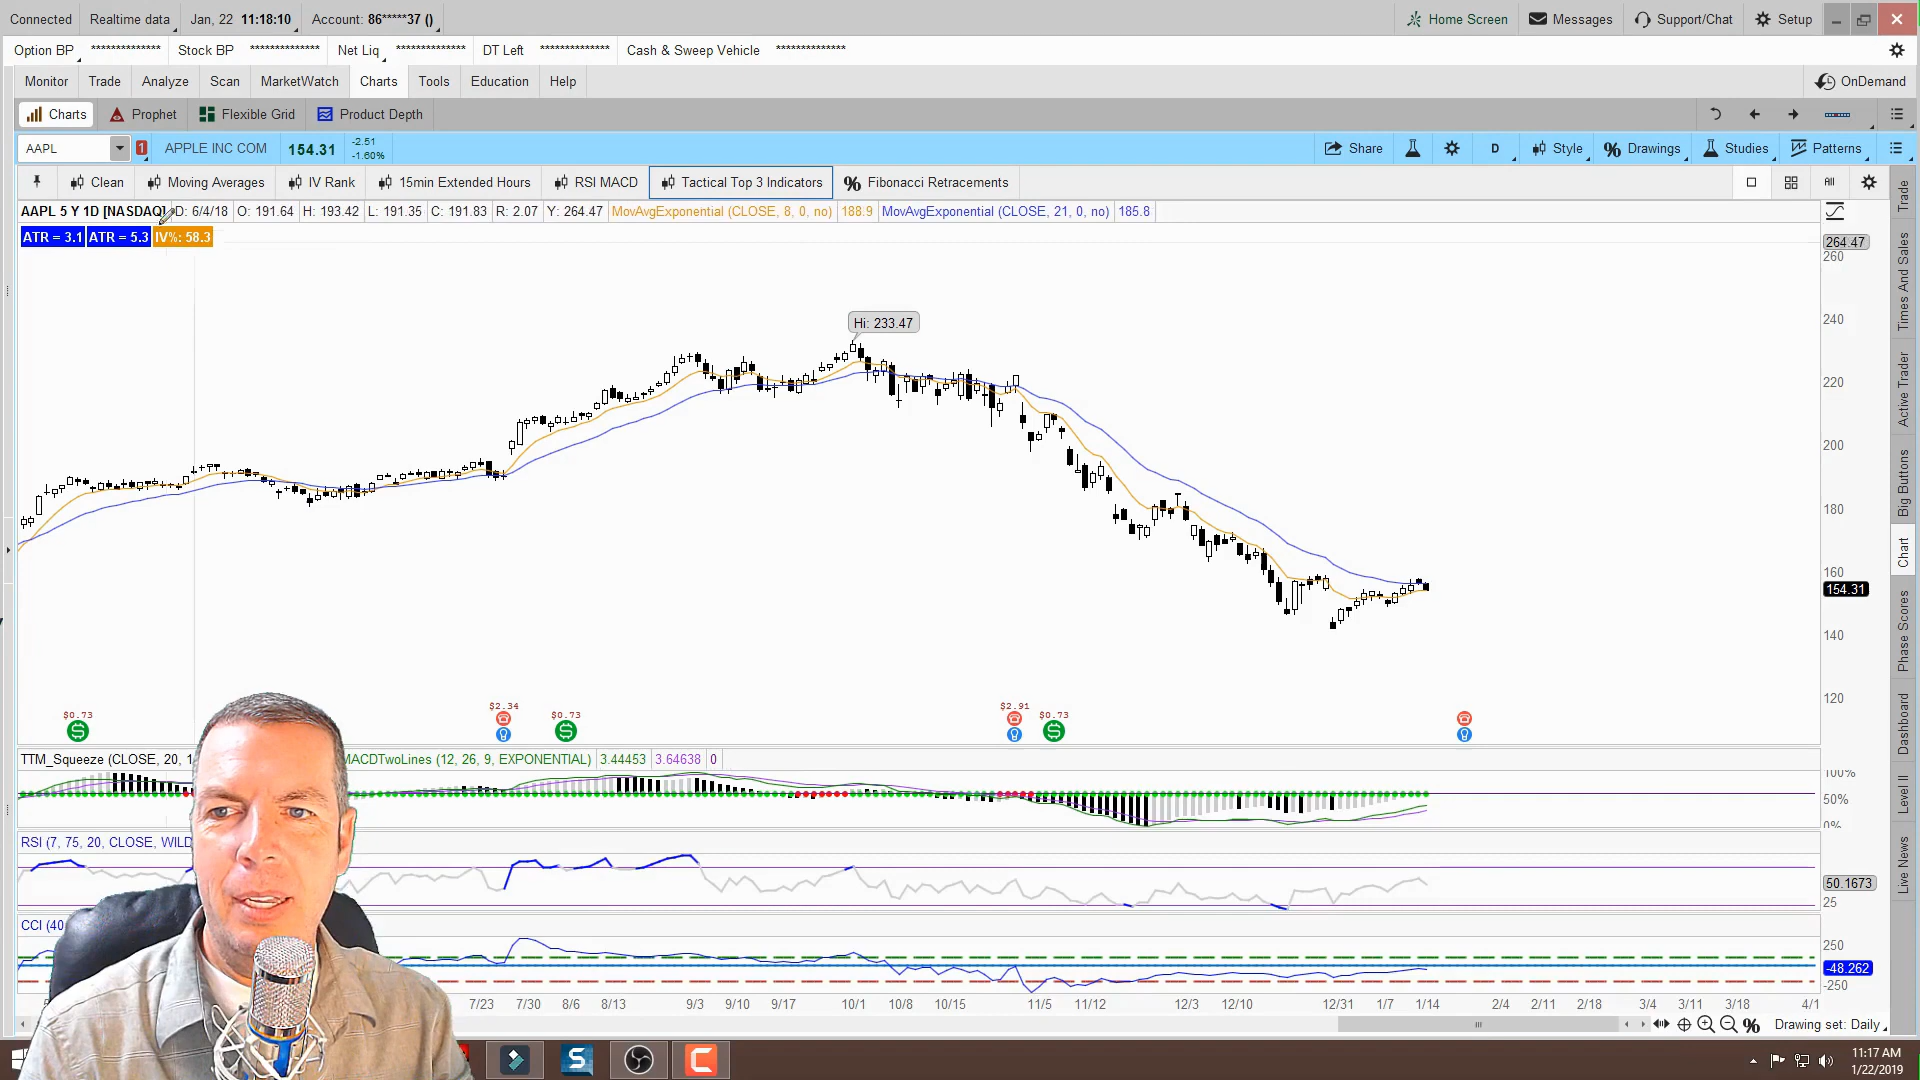 Connected Realtime data Jan, 22 11:18:10 Account: 86*****37 () Home Screen Messages Support/Chat Setup
Option BP ************** Stock BP ************** Net Liq ************** DT Left ************** Cash & Sweep Vehicle **************
Monitor Trade Analyze Scan MarketWatch Charts Tools Education Help OnDemand
Charts Prophet Flexible Grid Product Depth
AAPL 1 APPLE INC COM 154.31 -2.51 -1.60% Share D Style Drawings Studies Patterns
Clean Moving Averages IV Rank 15min Extended Hours RSI MACD Tactical Top 3 Indicators Fibonacci Retracements All
AAPL 5 Y 1D [NASDAQ] D: 6/4/18 O: 191.64 H: 193.42 L: 191.35 C: 191.83 R: 2.07 Y: 264.47 MovAvgExponential (CLOSE, 8, 0, no) 188.9 MovAvgExponential (CLOSE, 21, 0, no) 185.8
ATR = 3.1 ATR = 5.3 IV%: 58.3
264.47
260
240
Hi: 233.47
220
200
180
160
154.31
140
120
$0.73 $2.34 $0.73 $2.91 $0.73
TTM_Squeeze (CLOSE, 20, 1 MACDTwoLines (12, 26, 9, EXPONENTIAL) 3.44453 3.64638 0
100%
50%
0%
RSI (7, 75, 20, CLOSE, WILD
50.1673
25
CCI (40
250
-48.262
-250
7/23 7/30 8/6 8/13 9/3 9/10 9/17 10/1 10/8 10/15 11/5 11/12 12/3 12/10 12/31 1/7 1/14 2/4 2/11 2/18 3/4 3/11 3/18 4/1
Drawing set: Daily
Trade
Times And Sales
Active Trader
Big Buttons
Chart
Phase Scores
Dashboard
Level II
Live News
11:17 AM
1/22/2019